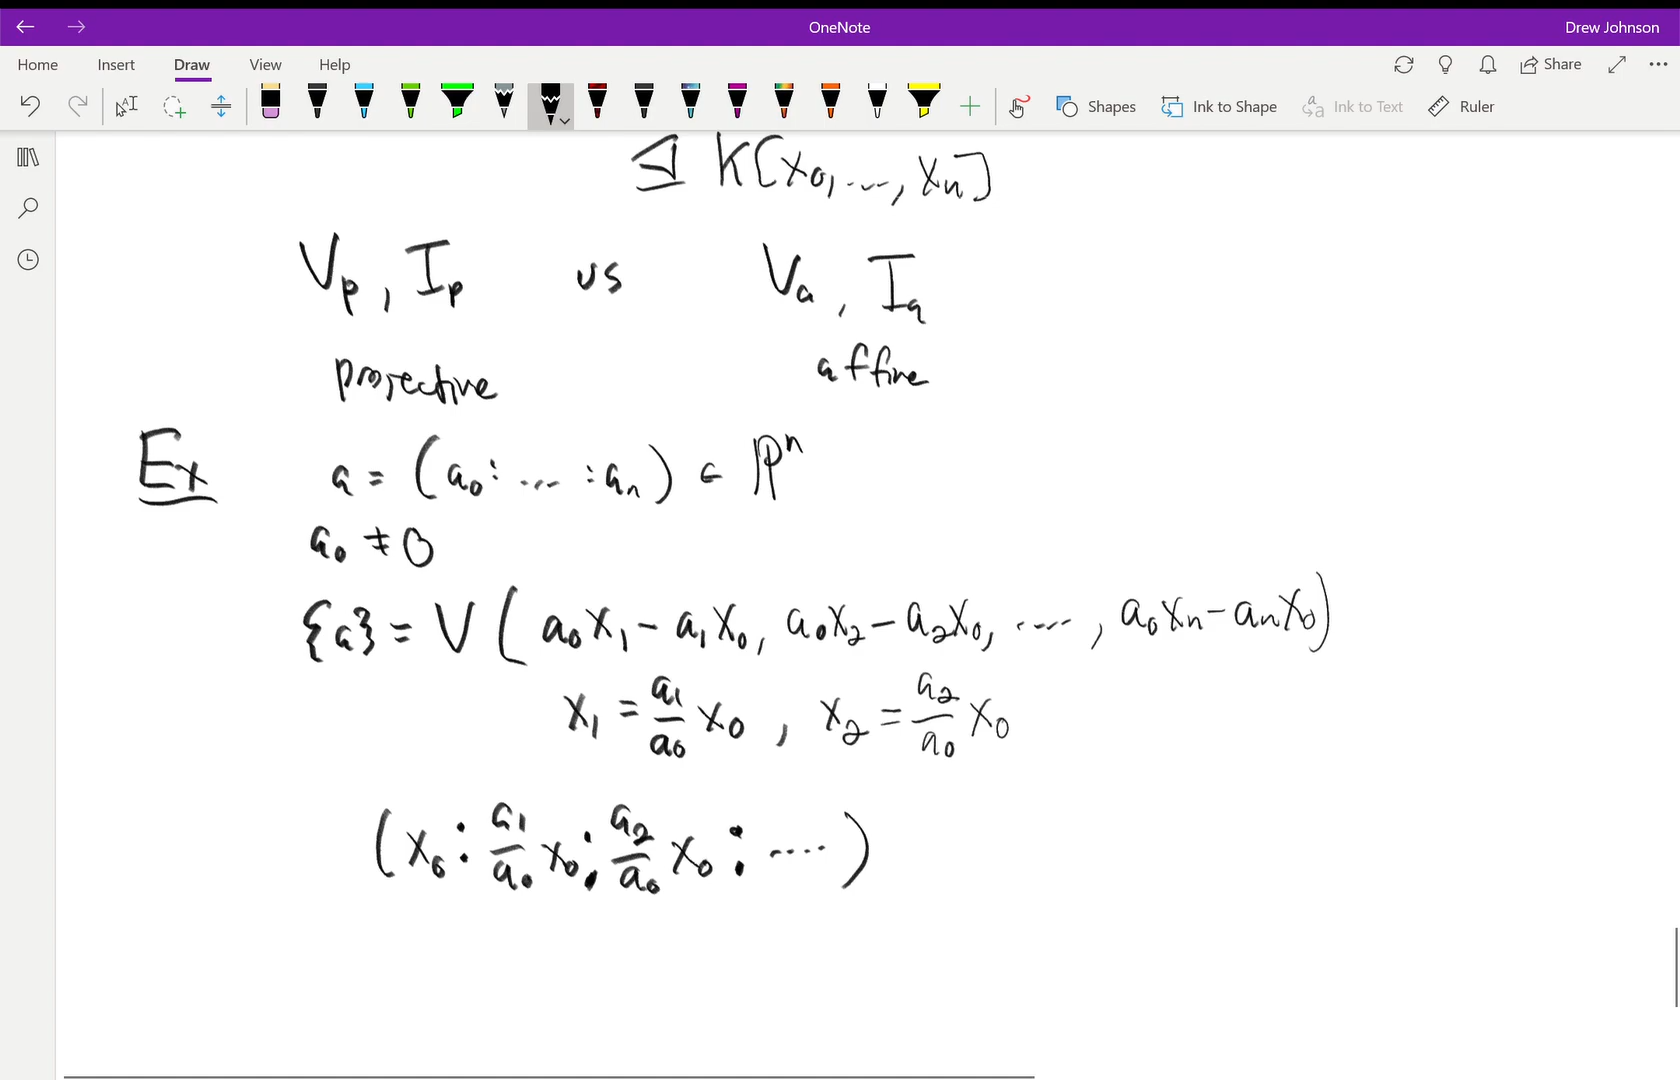 OneNote
Drew Johnson
Home Insert Draw View Help
Share
Shapes Ink to Shape Ink to Text Ruler
⊴ K[x₀, ...., xₙ]
Vₚ, Iₚ vs Vₐ, Iₐ
projective affine
Ex a = (a₀ : ... : aₙ) ∈ ℙⁿ
a₀ ≠ 0
{a} = V(a₀x₁ - a₁x₀, a₀x₂ - a₂x₀, ...., a₀xₙ - aₙx₀)
x₁ = a₁/a₀ x₀, x₂ = a₂/a₀ x₀
(x₀ : a₁/a₀ x₀ : a₂/a₀ x₀ : ....)